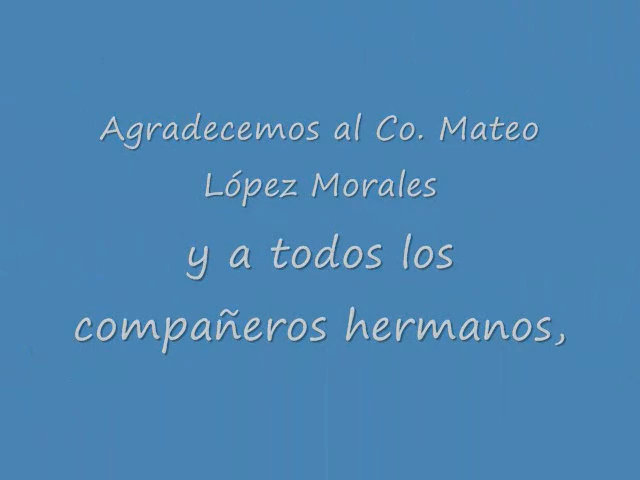 Agradecemos al Co. Mateo
López Morales
y a todos los
compañeros hermanos,